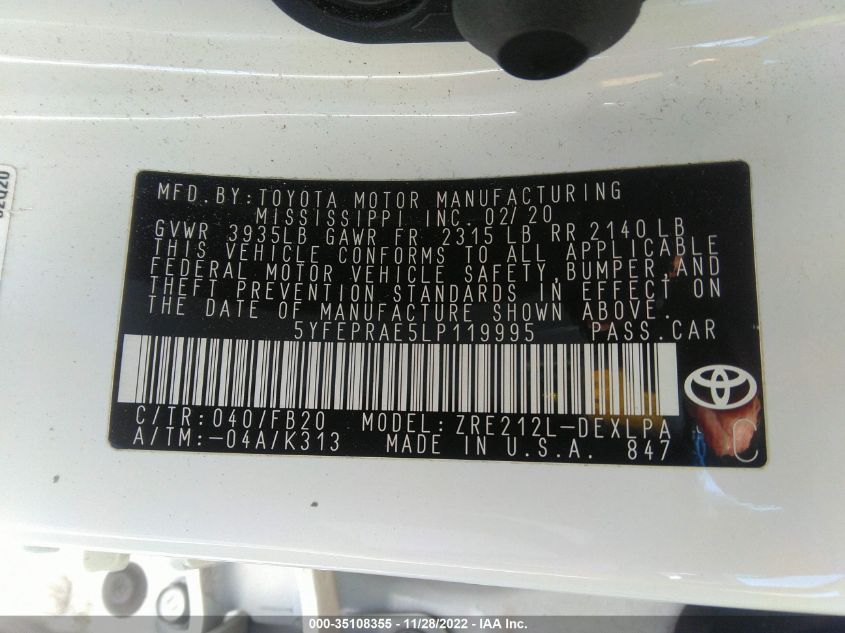 MFD.BY:TOYOTA MOTOR MANUFACTURING
MISSISSIPPI INC. 02/20
GVWR 3935LB GAWR FR 2315 LB RR 2140 LB
THIS VEHICLE CONFORMS TO ALL APPLICABLE
FEDERAL MOTOR VEHICLE SAFETY,BUMPER,AND
THEFT PREVENTION STANDARDS IN EFFECT ON
THE DATE OF MANUFACTURE SHOWN ABOVE.
5YFEPRAE5LP119995 PASS.CAR
C/TR:040/FB20 MODEL:ZRE212L-DEXLPA
A/TM:-04A/K313 MADE IN U.S.A. 847
C
000-35108355 - 11/28/2022 - IAA Inc.